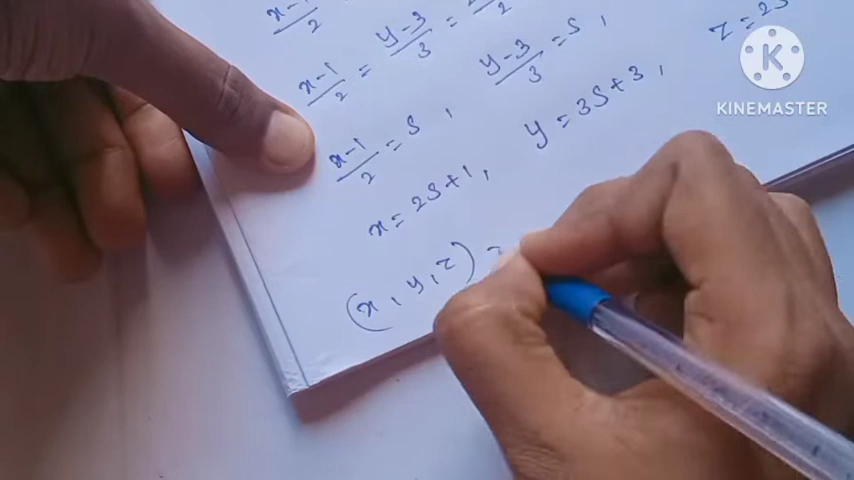 x-1/2
x-1/2 = y-3/3 =
x-1/2 = s, y-3/3 = s,
x = 2s+1, y = 3s+3, z = 2s
(x, y, z) =
K
KINEMASTER